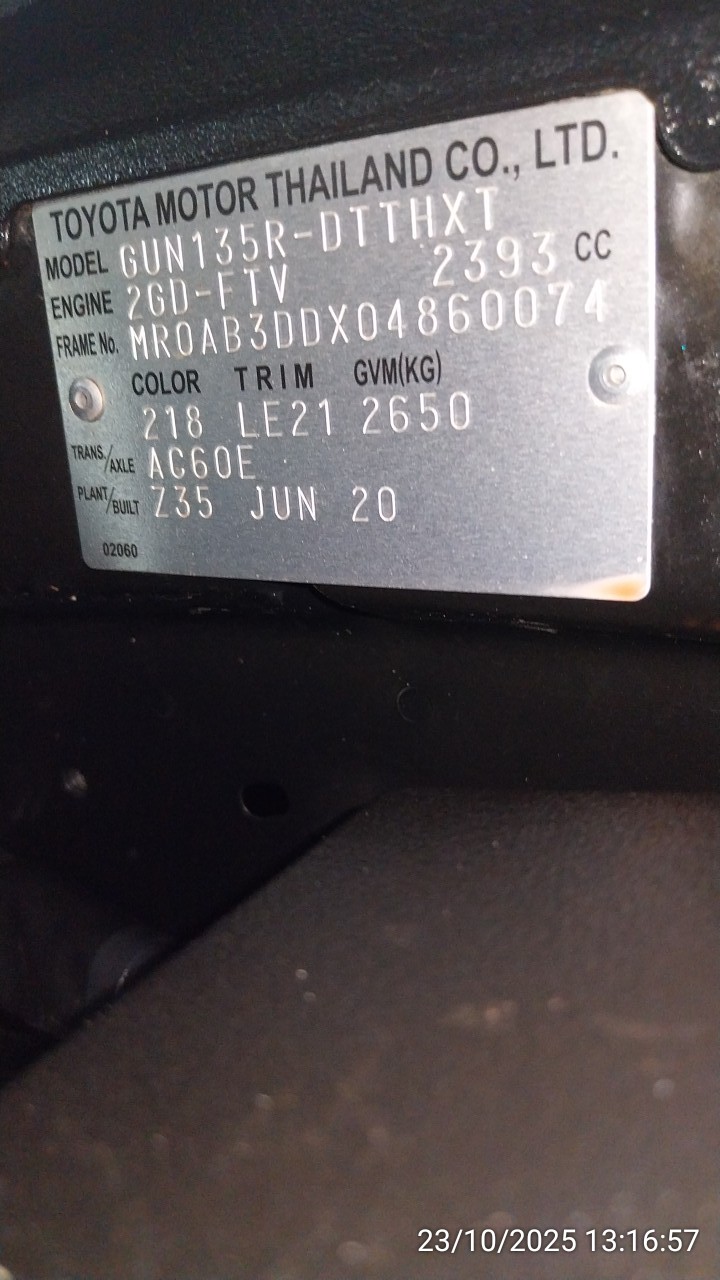 TOYOTA MOTOR THAILAND CO., LTD.
MODEL GUN135R-DTTHXT
ENGINE 2GD-FTV 2393 CC
FRAME No. MR0AB3DDX04860074
COLOR TRIM GVM(KG)
218 LE21 2650
TRANS./AXLE AC60E
PLANT/BUILT Z35 JUN 20
02060
23/10/2025 13:16:57